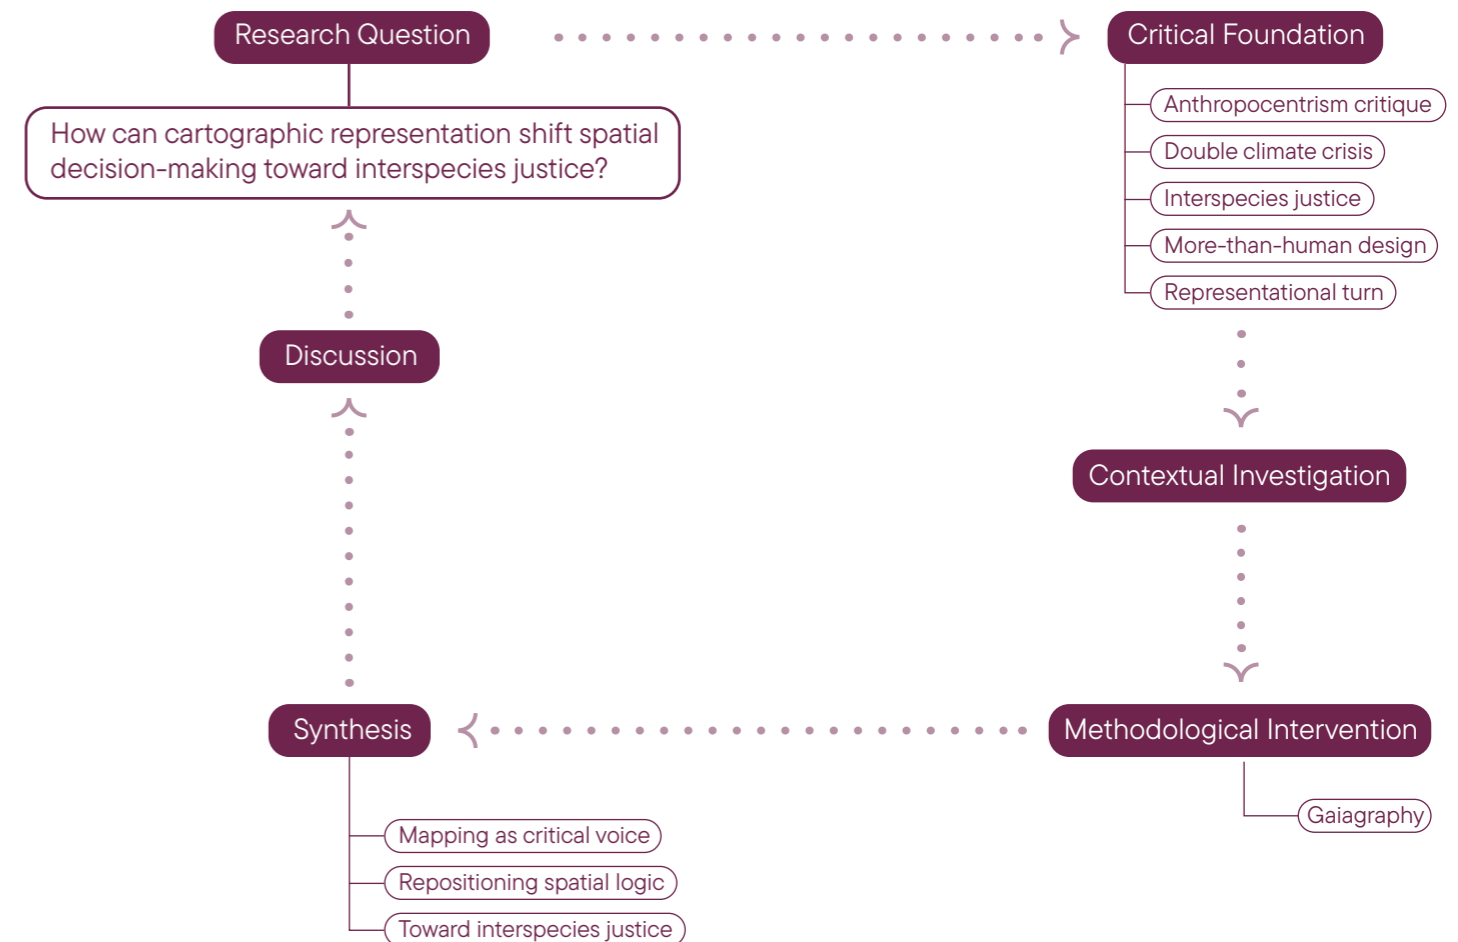 Research Question
How can cartographic representation shift spatial
decision-making toward interspecies justice?
Critical Foundation
Anthropocentrism critique
Double climate crisis
Interspecies justice
More-than-human design
Representational turn
Contextual Investigation
Methodological Intervention
Gaiagraphy
Synthesis
Mapping as critical voice
Repositioning spatial logic
Toward interspecies justice
Discussion